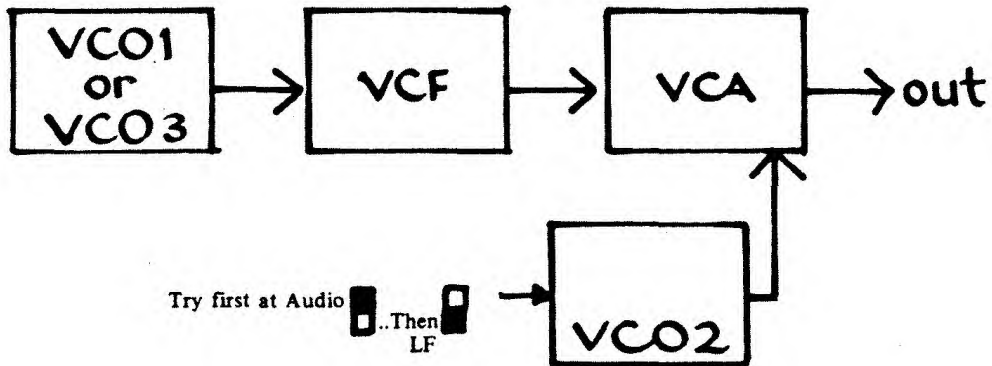 VCO1
or
VCO3
VCF
VCA
out
Try first at Audio
..Then
LF
VCO2